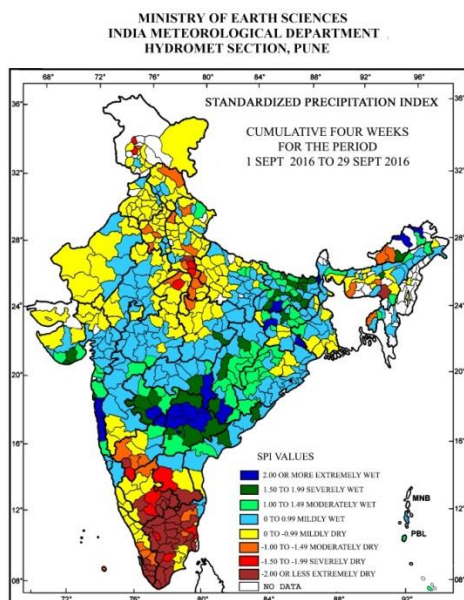 MINISTRY OF EARTH SCIENCES
INDIA METEOROLOGICAL DEPARTMENT
HYDROMET SECTION, PUNE
68° 72° 76° 80° 84° 88° 92° 96°
36°
STANDARDIZED PRECIPITATION INDEX
CUMULATIVE FOUR WEEKS
FOR THE PERIOD
1 SEPT 2016 TO 29 SEPT 2016
32°
28°
24°
20°
16°
12°
08°
36°
32°
28°
24°
20°
16°
12°
08°
SPI VALUES
2.00 OR MORE EXTREMELY WET
1.50 TO 1.99 SEVERELY WET
1.00 TO 1.49 MODERATELY WET
0 TO 0.99 MILDLY WET
0 TO -0.99 MILDLY DRY
-1.00 TO -1.49 MODERATELY DRY
-1.50 TO -1.99 SEVERELY DRY
-2.00 OR LESS EXTREMELY DRY
NO DATA
MNB
PBL
72° 76° 80° 84° 88° 92°